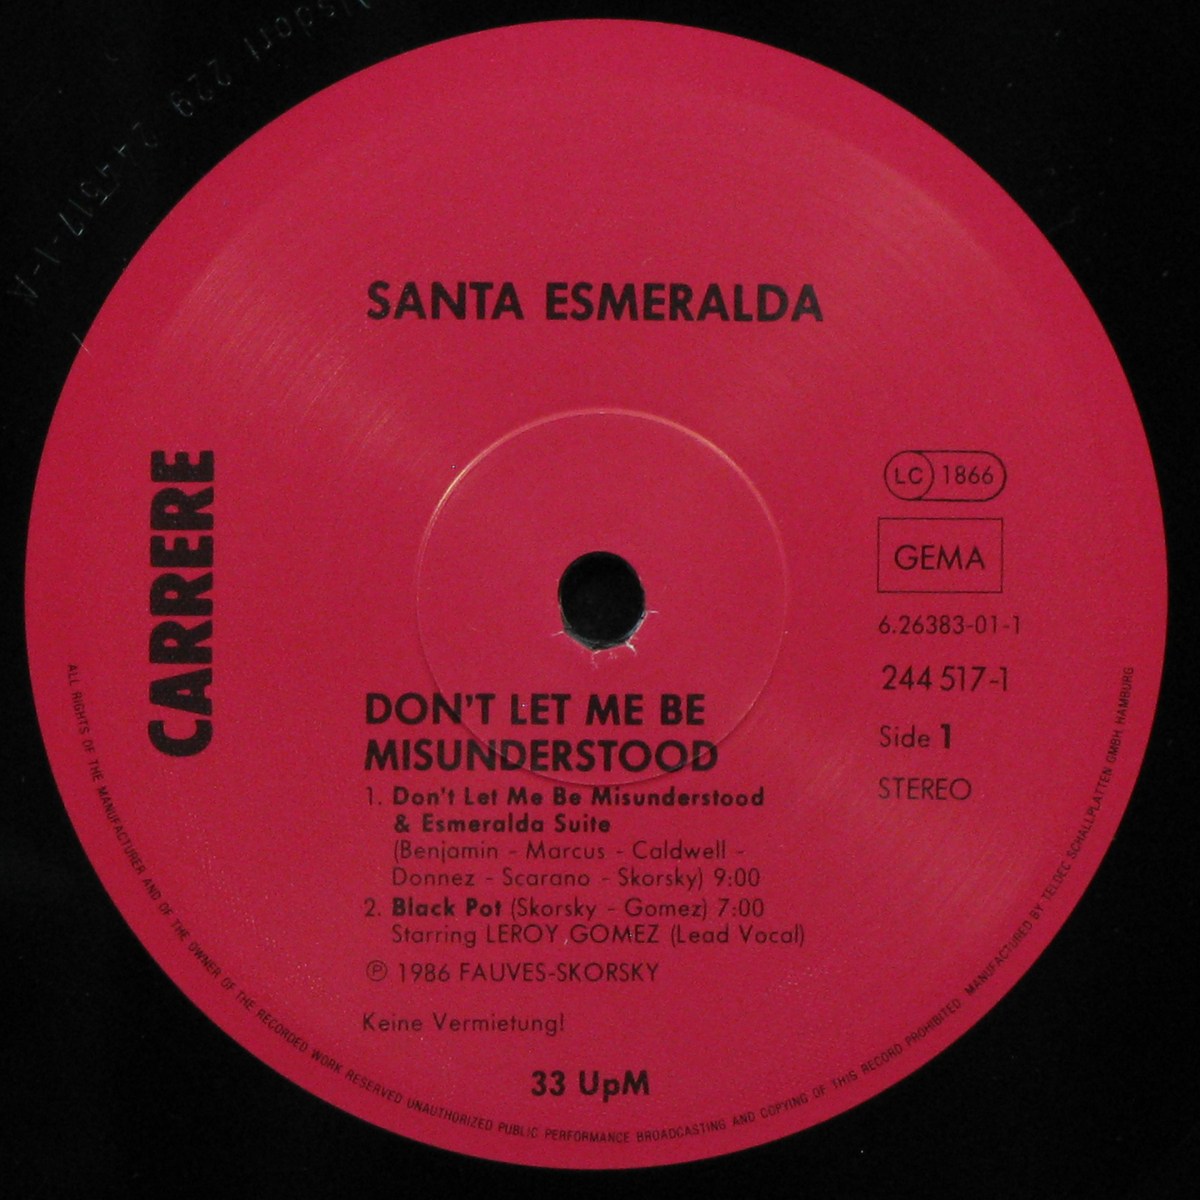 SANTA ESMERALDA
CARRERE
LC 1866
GEMA
6.26383-01-1
244 517-1
Side 1
STEREO
DON'T LET ME BE
MISUNDERSTOOD
1. Don't Let Me Be Misunderstood
& Esmeralda Suite
(Benjamin - Marcus - Caldwell -
Donnez - Scarano - Skorsky) 9:00
2. Black Pot (Skorsky - Gomez) 7:00
Starring LEROY GOMEZ (Lead Vocal)
℗ 1986 FAUVES-SKORSKY
Keine Vermietung!
33 UpM
ALL RIGHTS OF THE MANUFACTURER AND OF THE OWNER OF THE RECORDED WORK RESERVED UNAUTHORIZED PUBLIC PERFORMANCE BROADCASTING AND COPYING OF THIS RECORD PROHIBITED. MANUFACTURED BY TELDEC SCHALLPLATTEN GMBH HAMBURG
229